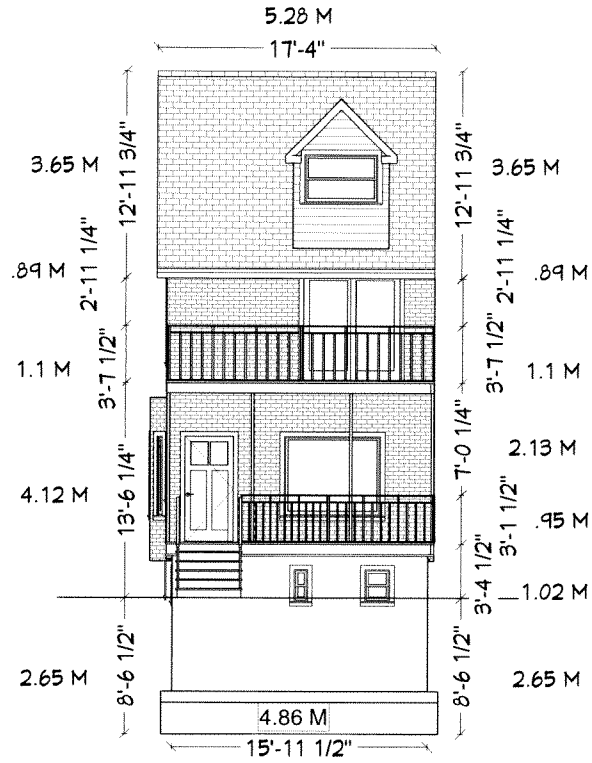 5.28 M
17'-4"
3.65 M
12'-11 3/4"
12'-11 3/4"
3.65 M
.89 M
2'-11 1/4"
2'-11 1/4"
.89 M
1.1 M
3'-7 1/2"
3'-7 1/2"
1.1 M
7'-0 1/4"
2.13 M
4.12 M
13'-6 1/4"
3'-1 1/2"
.95 M
3'-4 1/2"
1.02 M
2.65 M
8'-6 1/2"
8'-6 1/2"
2.65 M
4.86 M
15'-11 1/2"